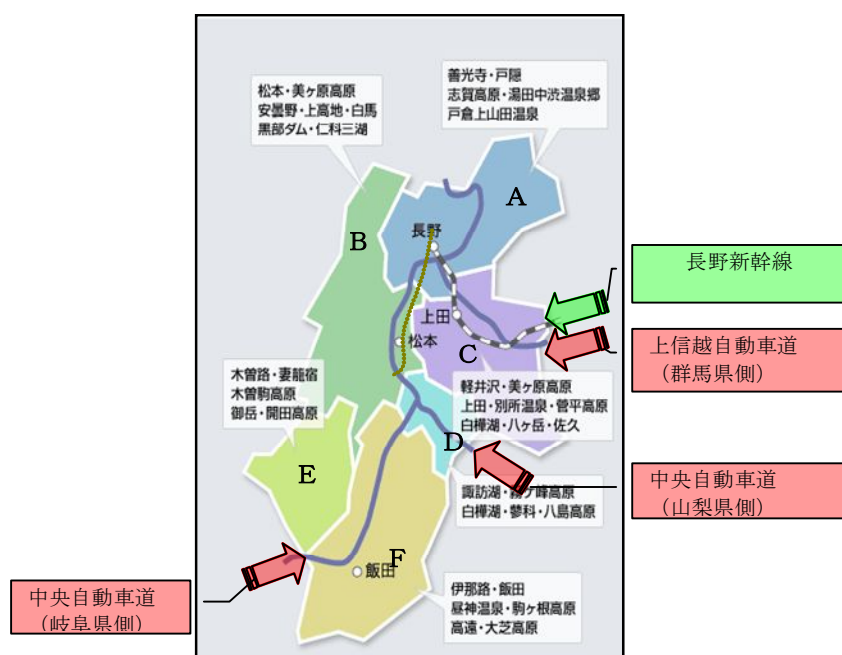 松本・美ヶ原高原
安曇野・上高地・白馬
黒部ダム・仁科三湖
善光寺・戸隠
志賀高原・湯田中渋温泉郷
戸倉上山田温泉
A
B
長野
長野新幹線
上田
松本
C
上信越自動車道
(群馬県側)
木曽路・妻籠宿
木曽駒高原
御岳・開田高原
軽井沢・美ヶ原高原
上田・別所温泉・菅平高原
白樺湖・八ヶ岳・佐久
D
E
中央自動車道
(山梨県側)
諏訪湖・霧ケ峰高原
白樺湖・蓼科・八島高原
F
飯田
中央自動車道
(岐阜県側)
伊那路・飯田
昼神温泉・駒ヶ根高原
高遠・大芝高原